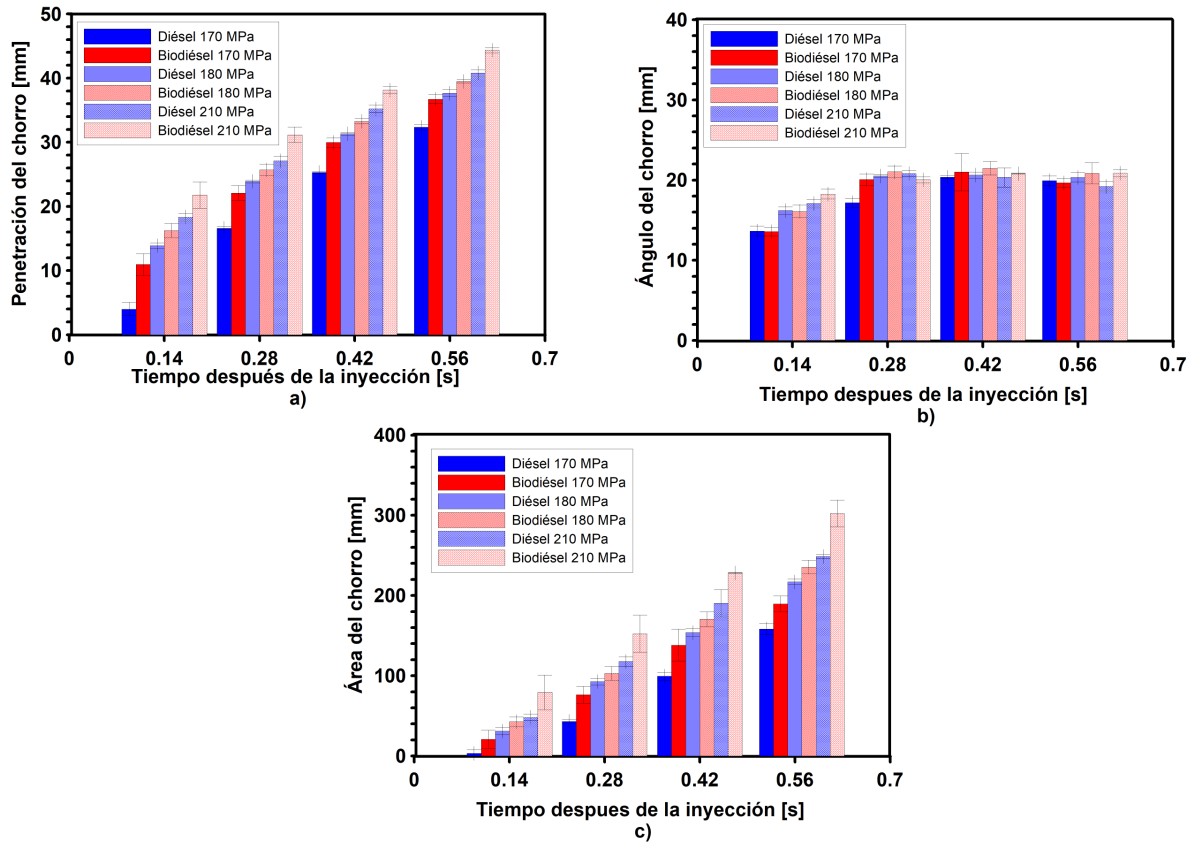 50
40
30
20
10
0
Penetración del chorro [mm]
Diésel 170 MPa
Biodiésel 170 MPa
Diésel 180 MPa
Biodiésel 180 MPa
Diésel 210 MPa
Biodiésel 210 MPa
0 0.14 0.28 0.42 0.56 0.7
Tiempo después de la inyección [s]
a)
40
30
20
10
0
Ángulo del chorro [mm]
Diésel 170 MPa
Biodiésel 170 MPa
Diésel 180 MPa
Biodiésel 180 MPa
Diésel 210 MPa
Biodiésel 210 MPa
0 0.14 0.28 0.42 0.56 0.7
Tiempo despues de la inyección [s]
b)
400
300
200
100
0
Área del chorro [mm]
Diésel 170 MPa
Biodiésel 170 MPa
Diésel 180 MPa
Biodiésel 180 MPa
Diésel 210 MPa
Biodiésel 210 MPa
0 0.14 0.28 0.42 0.56 0.7
Tiempo despues de la inyección [s]
c)